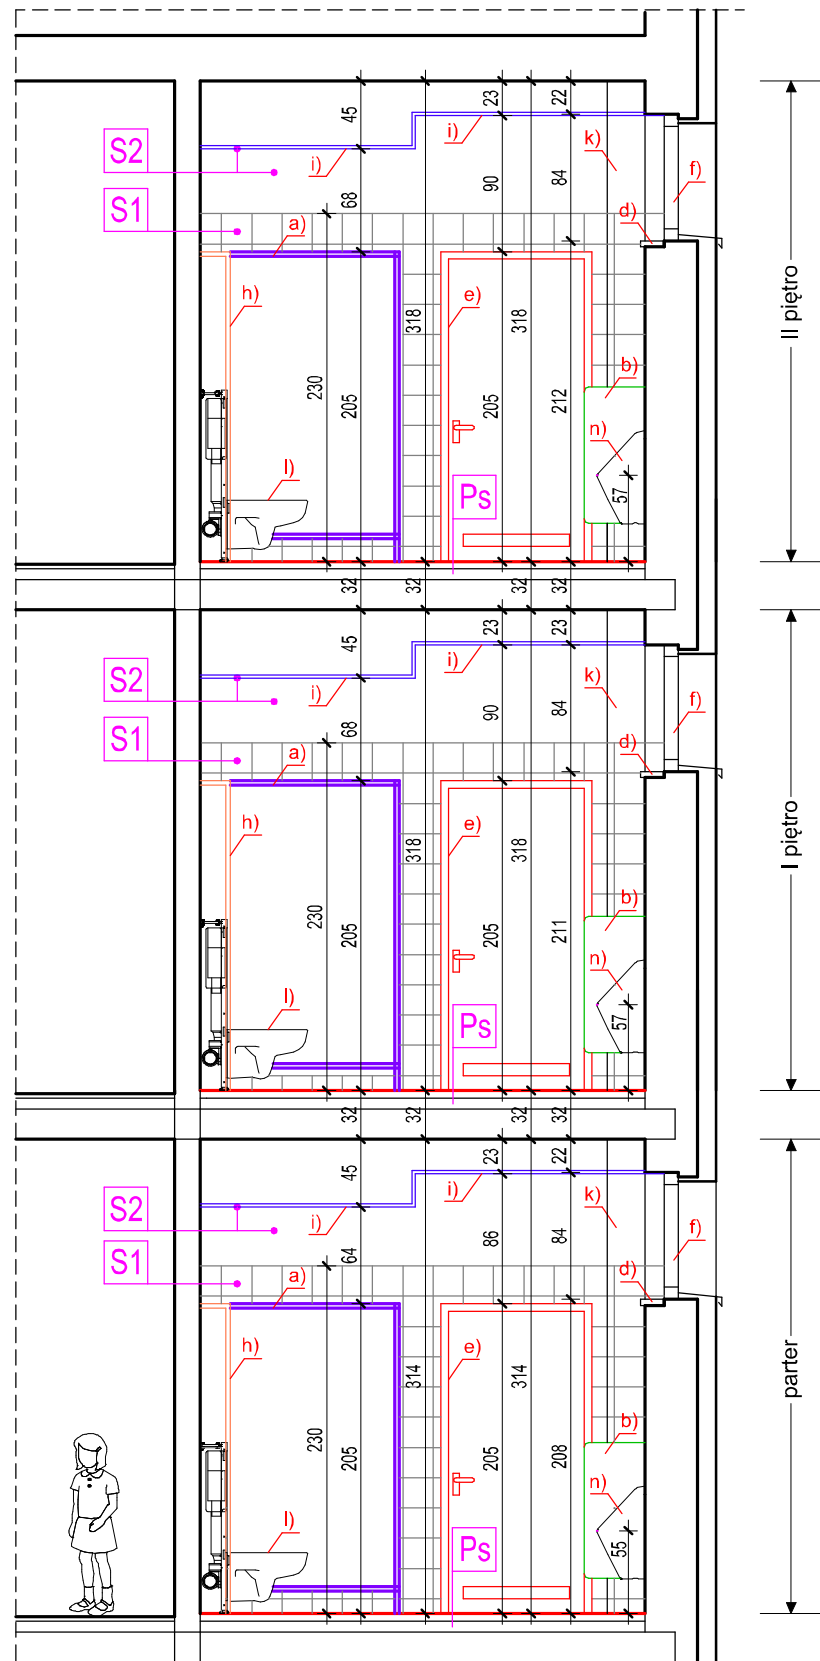 23
22
45
S2
i)
i)
k)
f)
90
84
68
S1
a)
d)
h)
e)
318
318
II piętro
b)
230
205
205
212
n)
l)
Ps
57
32
32
32
32
45
23
23
S2
i)
i)
k)
f)
90
84
68
S1
a)
d)
h)
e)
318
318
I piętro
b)
230
205
205
211
n)
l)
Ps
57
32
32
32
32
45
23
22
S2
i)
i)
k)
f)
86
84
64
S1
a)
d)
h)
e)
314
314
parter
b)
230
205
205
208
n)
l)
Ps
55